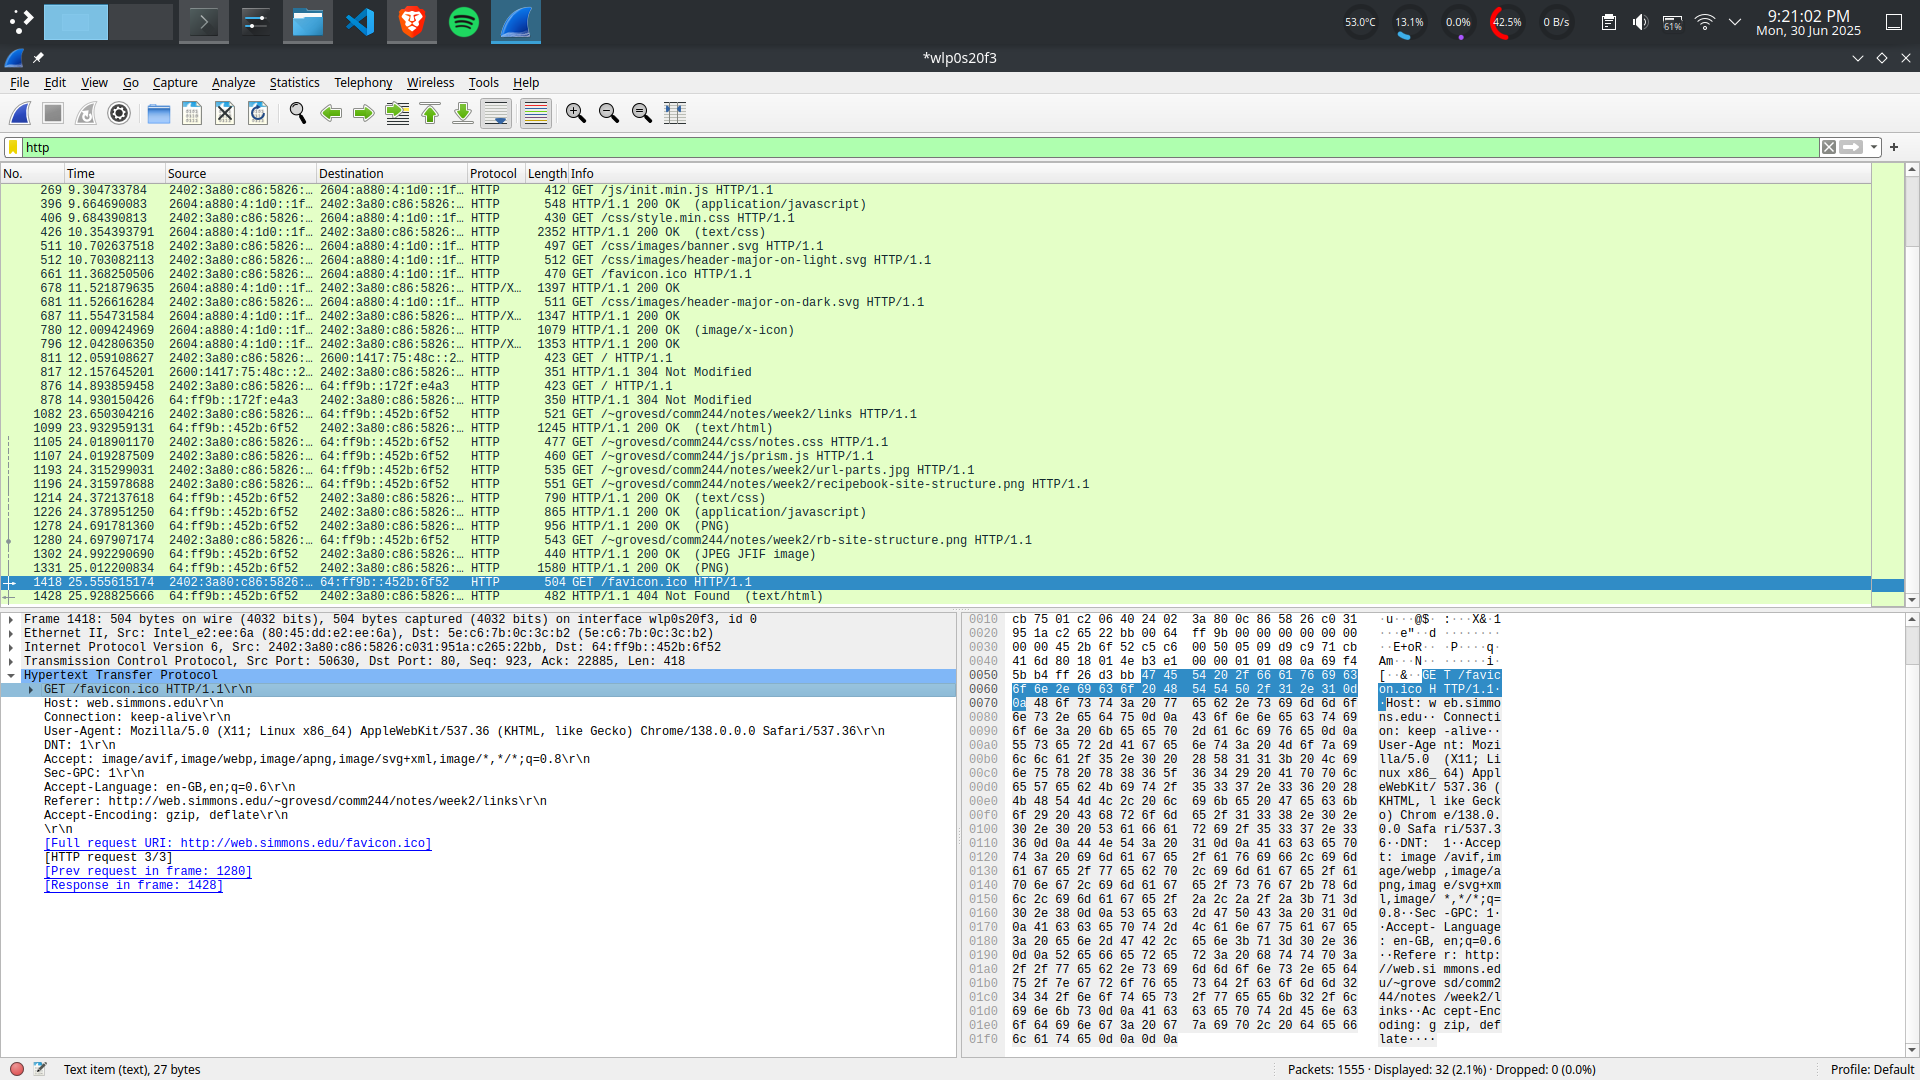 53.0°C 13.1% 0.0% 42.5% 0 B/s 61% 9:21:02 PM
Mon, 30 Jun 2025
*wlp0s20f3
File Edit View Go Capture Analyze Statistics Telephony Wireless Tools Help
http
No. Time Source Destination Protocol Length Info
269 9.304733784 2402:3a80:c86:5826:… 2604:a880:4:1d0::1f… HTTP 412 GET /js/init.min.js HTTP/1.1
396 9.664690083 2604:a880:4:1d0::1f… 2402:3a80:c86:5826:… HTTP 548 HTTP/1.1 200 OK (application/javascript)
406 9.684390813 2402:3a80:c86:5826:… 2604:a880:4:1d0::1f… HTTP 430 GET /css/style.min.css HTTP/1.1
426 10.354393791 2604:a880:4:1d0::1f… 2402:3a80:c86:5826:… HTTP 2352 HTTP/1.1 200 OK (text/css)
511 10.702637518 2402:3a80:c86:5826:… 2604:a880:4:1d0::1f… HTTP 497 GET /css/images/banner.svg HTTP/1.1
512 10.703082113 2402:3a80:c86:5826:… 2604:a880:4:1d0::1f… HTTP 512 GET /css/images/header-major-on-light.svg HTTP/1.1
661 11.368250506 2402:3a80:c86:5826:… 2604:a880:4:1d0::1f… HTTP 470 GET /favicon.ico HTTP/1.1
678 11.521879635 2604:a880:4:1d0::1f… 2402:3a80:c86:5826:… HTTP/X… 1397 HTTP/1.1 200 OK
681 11.526616284 2402:3a80:c86:5826:… 2604:a880:4:1d0::1f… HTTP 511 GET /css/images/header-major-on-dark.svg HTTP/1.1
687 11.554731584 2604:a880:4:1d0::1f… 2402:3a80:c86:5826:… HTTP/X… 1347 HTTP/1.1 200 OK
780 12.009424969 2604:a880:4:1d0::1f… 2402:3a80:c86:5826:… HTTP 1079 HTTP/1.1 200 OK (image/x-icon)
796 12.042806350 2604:a880:4:1d0::1f… 2402:3a80:c86:5826:… HTTP/X… 1353 HTTP/1.1 200 OK
811 12.059108627 2402:3a80:c86:5826:… 2600:1417:75:48c::2… HTTP 423 GET / HTTP/1.1
817 12.157645201 2600:1417:75:48c::2… 2402:3a80:c86:5826:… HTTP 351 HTTP/1.1 304 Not Modified
876 14.893859458 2402:3a80:c86:5826:… 64:ff9b::172f:e4a3 HTTP 423 GET / HTTP/1.1
878 14.930150426 64:ff9b::172f:e4a3 2402:3a80:c86:5826:… HTTP 350 HTTP/1.1 304 Not Modified
1082 23.650304216 2402:3a80:c86:5826:… 64:ff9b::452b:6f52 HTTP 521 GET /~grovesd/comm244/notes/week2/links HTTP/1.1
1099 23.932959131 64:ff9b::452b:6f52 2402:3a80:c86:5826:… HTTP 1245 HTTP/1.1 200 OK (text/html)
1105 24.018901170 2402:3a80:c86:5826:… 64:ff9b::452b:6f52 HTTP 477 GET /~grovesd/comm244/css/notes.css HTTP/1.1
1107 24.019287509 2402:3a80:c86:5826:… 64:ff9b::452b:6f52 HTTP 460 GET /~grovesd/comm244/js/prism.js HTTP/1.1
1193 24.315299031 2402:3a80:c86:5826:… 64:ff9b::452b:6f52 HTTP 535 GET /~grovesd/comm244/notes/week2/url-parts.jpg HTTP/1.1
1196 24.315978688 2402:3a80:c86:5826:… 64:ff9b::452b:6f52 HTTP 551 GET /~grovesd/comm244/notes/week2/recipebook-site-structure.png HTTP/1.1
1214 24.372137618 64:ff9b::452b:6f52 2402:3a80:c86:5826:… HTTP 790 HTTP/1.1 200 OK (text/css)
1226 24.378951250 64:ff9b::452b:6f52 2402:3a80:c86:5826:… HTTP 865 HTTP/1.1 200 OK (application/javascript)
1278 24.691781360 64:ff9b::452b:6f52 2402:3a80:c86:5826:… HTTP 956 HTTP/1.1 200 OK (PNG)
1280 24.697907174 2402:3a80:c86:5826:… 64:ff9b::452b:6f52 HTTP 543 GET /~grovesd/comm244/notes/week2/rb-site-structure.png HTTP/1.1
1302 24.992290690 64:ff9b::452b:6f52 2402:3a80:c86:5826:… HTTP 440 HTTP/1.1 200 OK (JPEG JFIF image)
1331 25.012200834 64:ff9b::452b:6f52 2402:3a80:c86:5826:… HTTP 1580 HTTP/1.1 200 OK (PNG)
1418 25.555615174 2402:3a80:c86:5826:… 64:ff9b::452b:6f52 HTTP 504 GET /favicon.ico HTTP/1.1
1428 25.928825666 64:ff9b::452b:6f52 2402:3a80:c86:5826:… HTTP 482 HTTP/1.1 404 Not Found (text/html)
Frame 1418: 504 bytes on wire (4032 bits), 504 bytes captured (4032 bits) on interface wlp0s20f3, id 0
Ethernet II, Src: Intel_e2:ee:6a (80:45:dd:e2:ee:6a), Dst: 5e:c6:7b:0c:3c:b2 (5e:c6:7b:0c:3c:b2)
Internet Protocol Version 6, Src: 2402:3a80:c86:5826:c031:951a:c265:22bb, Dst: 64:ff9b::452b:6f52
Transmission Control Protocol, Src Port: 50630, Dst Port: 80, Seq: 923, Ack: 22885, Len: 418
Hypertext Transfer Protocol
GET /favicon.ico HTTP/1.1\r\n
Host: web.simmons.edu\r\n
Connection: keep-alive\r\n
User-Agent: Mozilla/5.0 (X11; Linux x86_64) AppleWebKit/537.36 (KHTML, like Gecko) Chrome/138.0.0.0 Safari/537.36\r\n
DNT: 1\r\n
Accept: image/avif,image/webp,image/apng,image/svg+xml,image/*,*/*;q=0.8\r\n
Sec-GPC: 1\r\n
Accept-Language: en-GB,en;q=0.6\r\n
Referer: http://web.simmons.edu/~grovesd/comm244/notes/week2/links\r\n
Accept-Encoding: gzip, deflate\r\n
\r\n
[Full request URI: http://web.simmons.edu/favicon.ico]
[HTTP request 3/3]
[Prev request in frame: 1280]
[Response in frame: 1428]
0010 cb 75 01 c2 06 40 24 02 3a 80 0c 86 58 26 c0 31 ·u···@$· :···X&·1
0020 95 1a c2 65 22 bb 00 64 ff 9b 00 00 00 00 00 00 ···e"··d ········
0030 00 00 45 2b 6f 52 c5 c6 00 50 05 09 d9 c9 71 cb ··E+oR·· ·P····q·
0040 41 6d 80 18 01 4e b3 e1 00 00 01 01 08 0a 69 f4 Am···N·· ······i·
0050 5b b4 ff 26 d3 bb 47 45 54 20 2f 66 61 76 69 63 [··&··GE T /favic
0060 6f 6e 2e 69 63 6f 20 48 54 54 50 2f 31 2e 31 0d on.ico H TTP/1.1·
0070 0a 48 6f 73 74 3a 20 77 65 62 2e 73 69 6d 6d 6f ·Host: w eb.simmo
0080 6e 73 2e 65 64 75 0d 0a 43 6f 6e 6e 65 63 74 69 ns.edu·· Connecti
0090 6f 6e 3a 20 6b 65 65 70 2d 61 6c 69 76 65 0d 0a on: keep -alive··
00a0 55 73 65 72 2d 41 67 65 6e 74 3a 20 4d 6f 7a 69 User-Age nt: Mozi
00b0 6c 6c 61 2f 35 2e 30 20 28 58 31 31 3b 20 4c 69 lla/5.0 (X11; Li
00c0 6e 75 78 20 78 38 36 5f 36 34 29 20 41 70 70 6c nux x86_ 64) Appl
00d0 65 57 65 62 4b 69 74 2f 35 33 37 2e 33 36 20 28 eWebKit/ 537.36 (
00e0 4b 48 54 4d 4c 2c 20 6c 69 6b 65 20 47 65 63 6b KHTML, l ike Geck
00f0 6f 29 20 43 68 72 6f 6d 65 2f 31 33 38 2e 30 2e o) Chrom e/138.0.
0100 30 2e 30 20 53 61 66 61 72 69 2f 35 33 37 2e 33 0.0 Safa ri/537.3
0110 36 0d 0a 44 4e 54 3a 20 31 0d 0a 41 63 63 65 70 6··DNT: 1··Accep
0120 74 3a 20 69 6d 61 67 65 2f 61 76 69 66 2c 69 6d t: image /avif,im
0130 61 67 65 2f 77 65 62 70 2c 69 6d 61 67 65 2f 61 age/webp ,image/a
0140 70 6e 67 2c 69 6d 61 67 65 2f 73 76 67 2b 78 6d png,imag e/svg+xm
0150 6c 2c 69 6d 61 67 65 2f 2a 2c 2a 2f 2a 3b 71 3d l,image/ *,*/*;q=
0160 30 2e 38 0d 0a 53 65 63 2d 47 50 43 3a 20 31 0d 0.8··Sec -GPC: 1·
0170 0a 41 63 63 65 70 74 2d 4c 61 6e 67 75 61 67 65 ·Accept- Language
0180 3a 20 65 6e 2d 47 42 2c 65 6e 3b 71 3d 30 2e 36 : en-GB, en;q=0.6
0190 0d 0a 52 65 66 65 72 65 72 3a 20 68 74 74 70 3a ··Refere r: http:
01a0 2f 2f 77 65 62 2e 73 69 6d 6d 6f 6e 73 2e 65 64 //web.si mmons.ed
01b0 75 2f 7e 67 72 6f 76 65 73 64 2f 63 6f 6d 6d 32 u/~grove sd/comm2
01c0 34 34 2f 6e 6f 74 65 73 2f 77 65 65 6b 32 2f 6c 44/notes /week2/l
01d0 69 6e 6b 73 0d 0a 41 63 63 65 70 74 2d 45 6e 63 inks··Ac cept-Enc
01e0 6f 64 69 6e 67 3a 20 67 7a 69 70 2c 20 64 65 66 oding: g zip, def
01f0 6c 61 74 65 0d 0a 0d 0a late····
Text item (text), 27 bytes Packets: 1555 · Displayed: 32 (2.1%) · Dropped: 0 (0.0%) Profile: Default